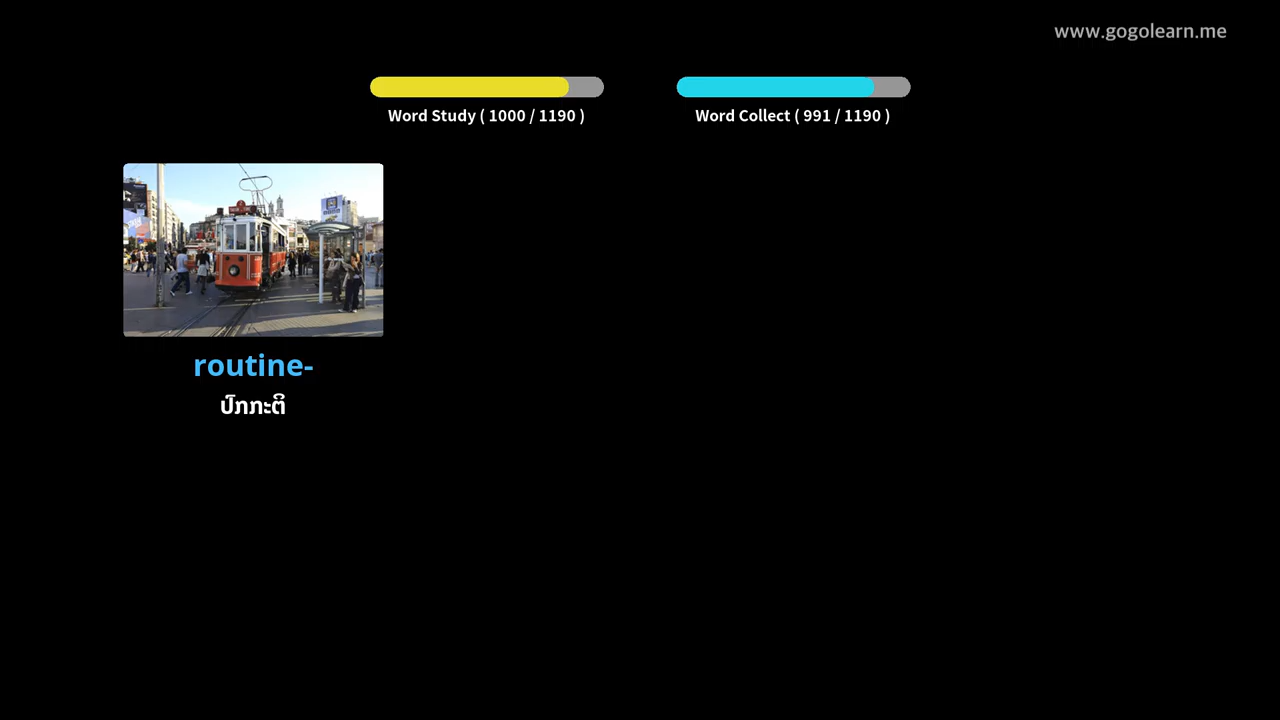 www.gogolearn.me
Word Study ( 1000 / 1190 )
Word Collect ( 991 / 1190 )
routine-
ປົກກະຕິ